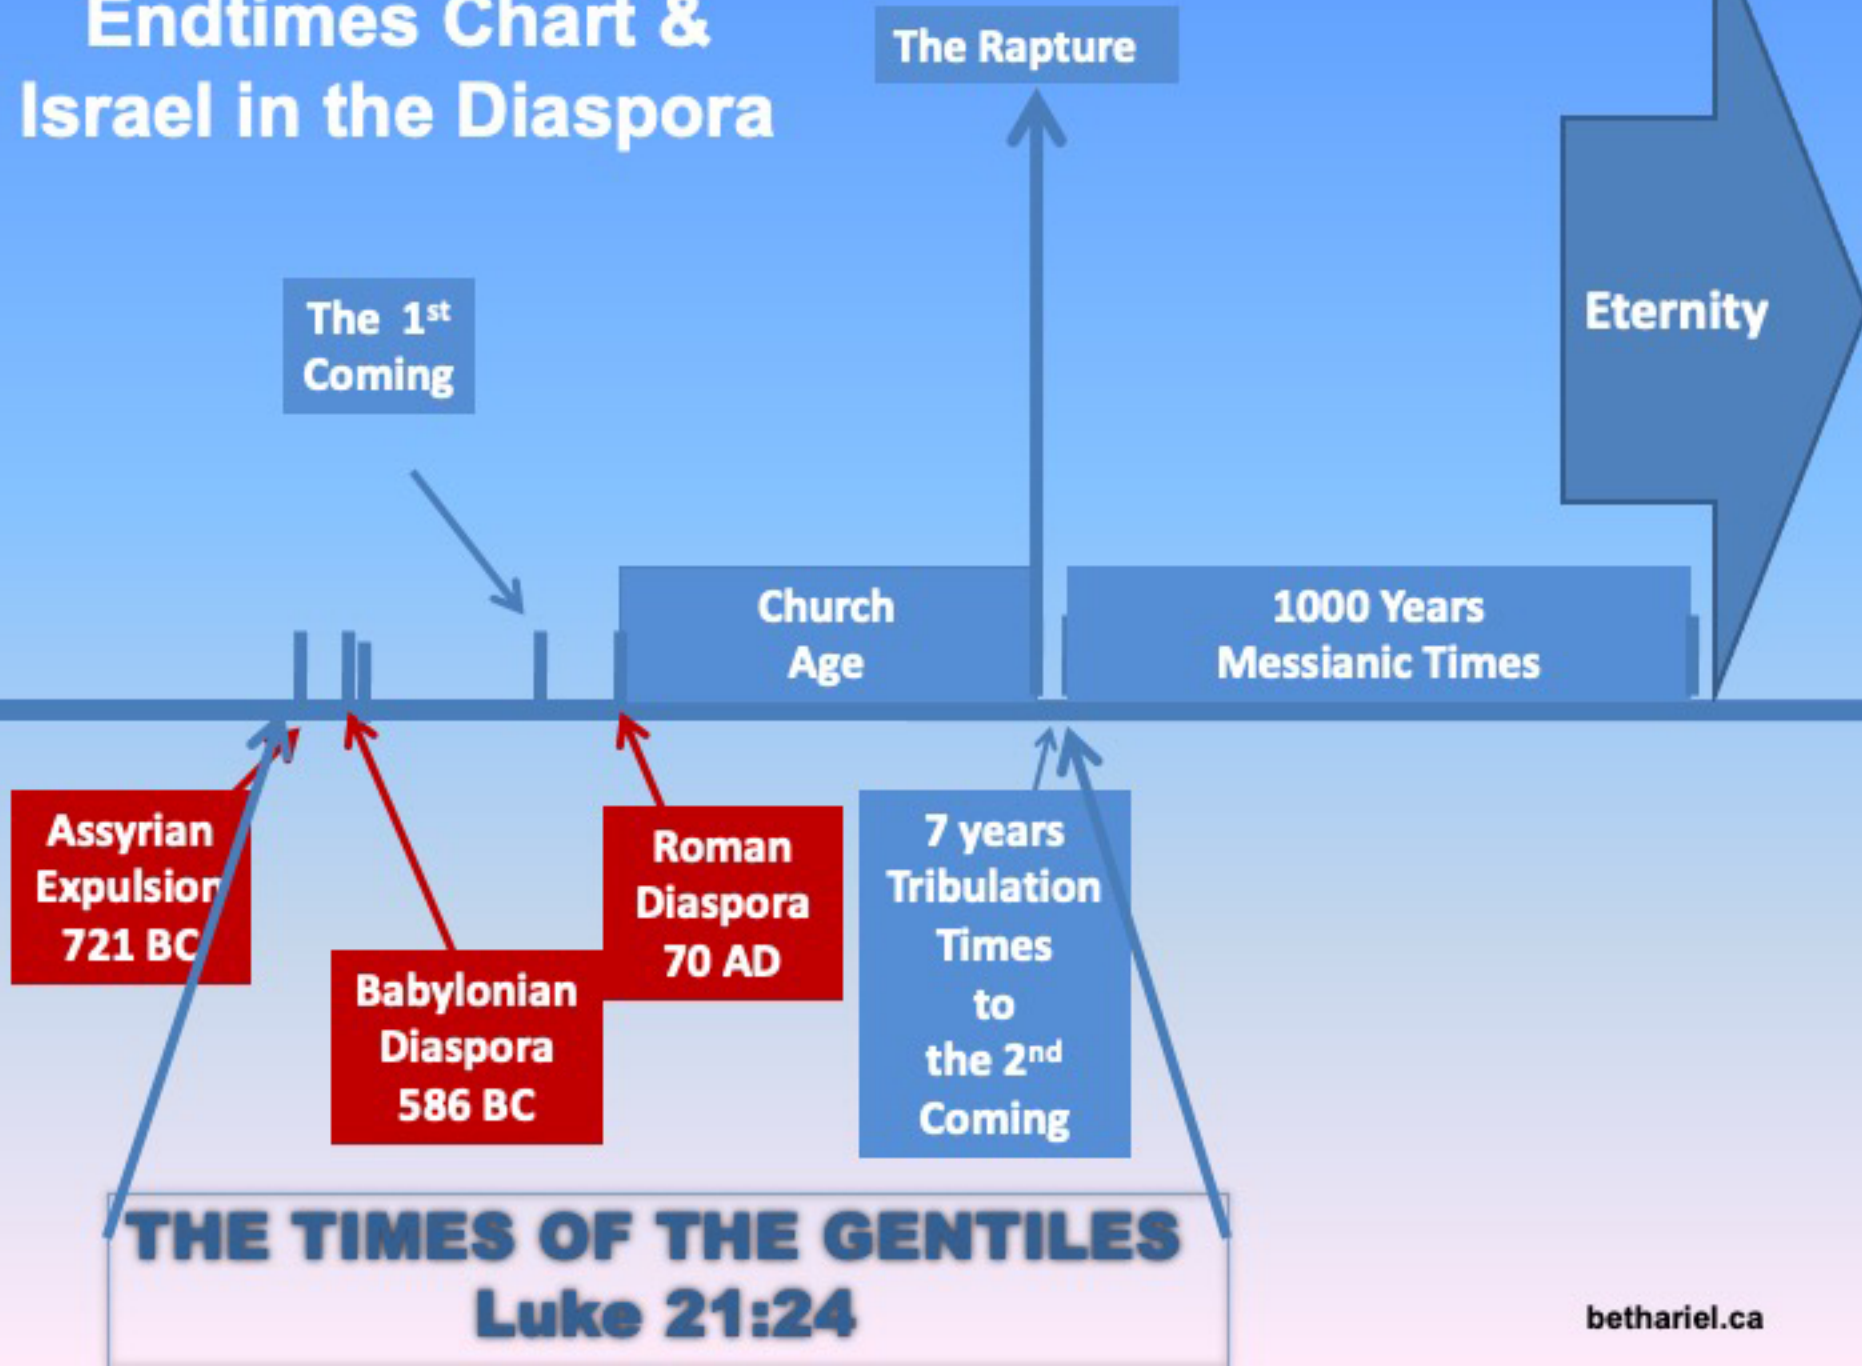 Endtimes Chart &
Israel in the Diaspora
The Rapture
The 1st
Coming
Eternity
Church
Age
1000 Years
Messianic Times
Assyrian
Expulsion
721 BC
Babylonian
Diaspora
586 BC
Roman
Diaspora
70 AD
7 years
Tribulation
Times
to
the 2nd
Coming
THE TIMES OF THE GENTILES
Luke 21:24
bethariel.ca